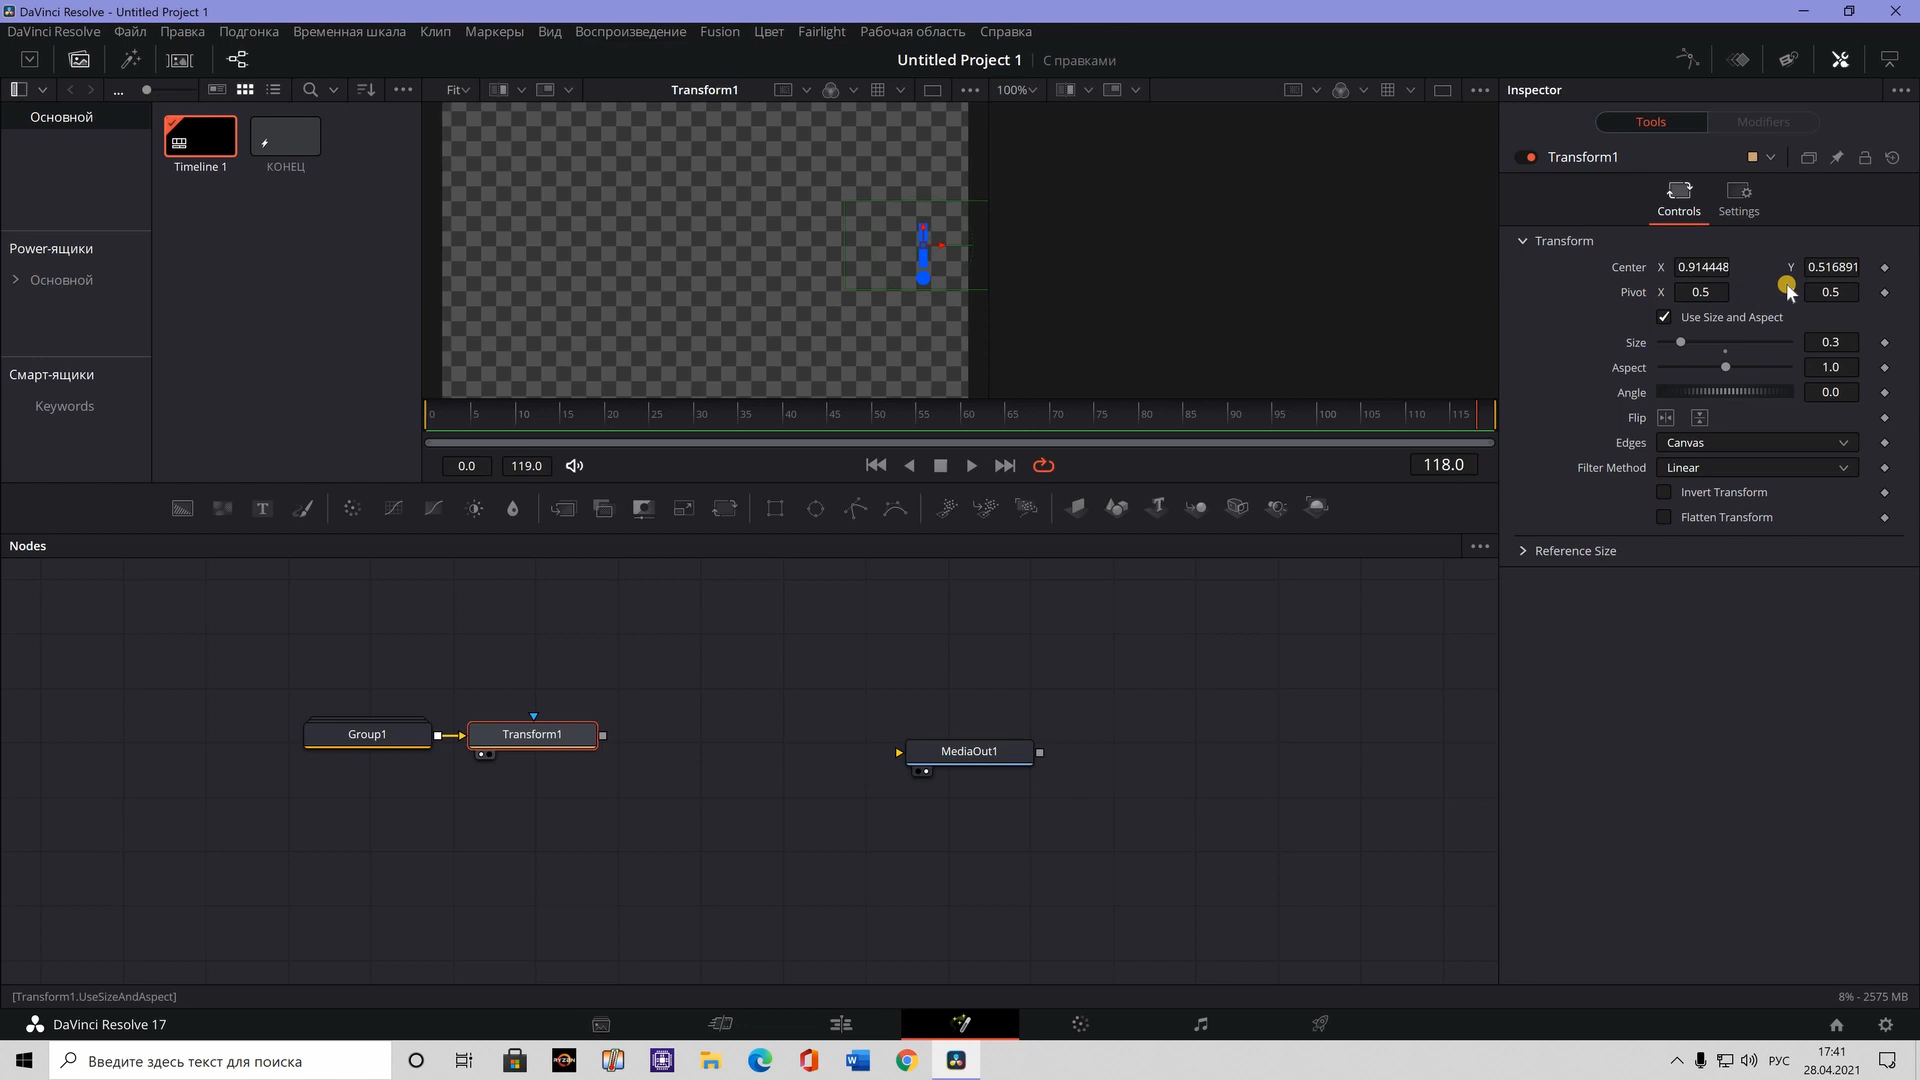 DaVinci Resolve - Untitled Project 1
DaVinci Resolve Файл Правка Подгонка Временная шкала Клип Маркеры Вид Воспроизведение Fusion Цвет Fairlight Рабочая область Справка
Untitled Project 1 С правками
... Fit Transform1 100% Inspector
Основной
Timeline 1
КОНЕЦ
Power-ящики
Основной
Смарт-ящики
Keywords
Tools Modifiers
Transform1
Controls Settings
Transform
Center X 0.914448 Y 0.516891
Pivot X 0.5 0.5
Use Size and Aspect
Size 0.3
Aspect 1.0
Angle 0.0
Flip
Edges Canvas
Filter Method Linear
Invert Transform
Flatten Transform
Reference Size
0 5 10 15 20 25 30 35 40 45 50 55 60 65 70 75 80 85 90 95 100 105 110 115
0.0 119.0 118.0
Nodes
Group1
Transform1
MediaOut1
[Transform1.UseSizeAndAspect]
8% - 2575 MB
DaVinci Resolve 17
Введите здесь текст для поиска
RYZEN
РУС
17:41
28.04.2021